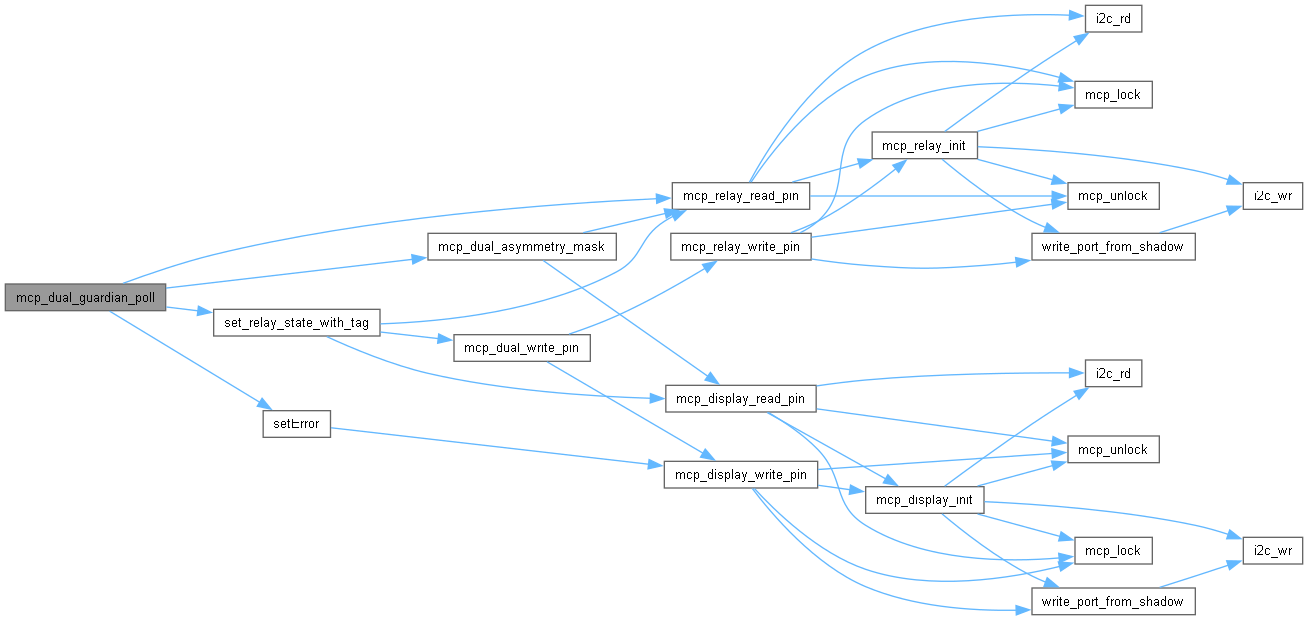 i2c_rd
mcp_lock
mcp_relay_init
mcp_relay_read_pin
mcp_unlock
i2c_wr
mcp_dual_asymmetry_mask
mcp_relay_write_pin
write_port_from_shadow
mcp_dual_guardian_poll
set_relay_state_with_tag
mcp_dual_write_pin
i2c_rd
mcp_display_read_pin
setError
mcp_unlock
mcp_display_write_pin
mcp_display_init
mcp_lock
i2c_wr
write_port_from_shadow